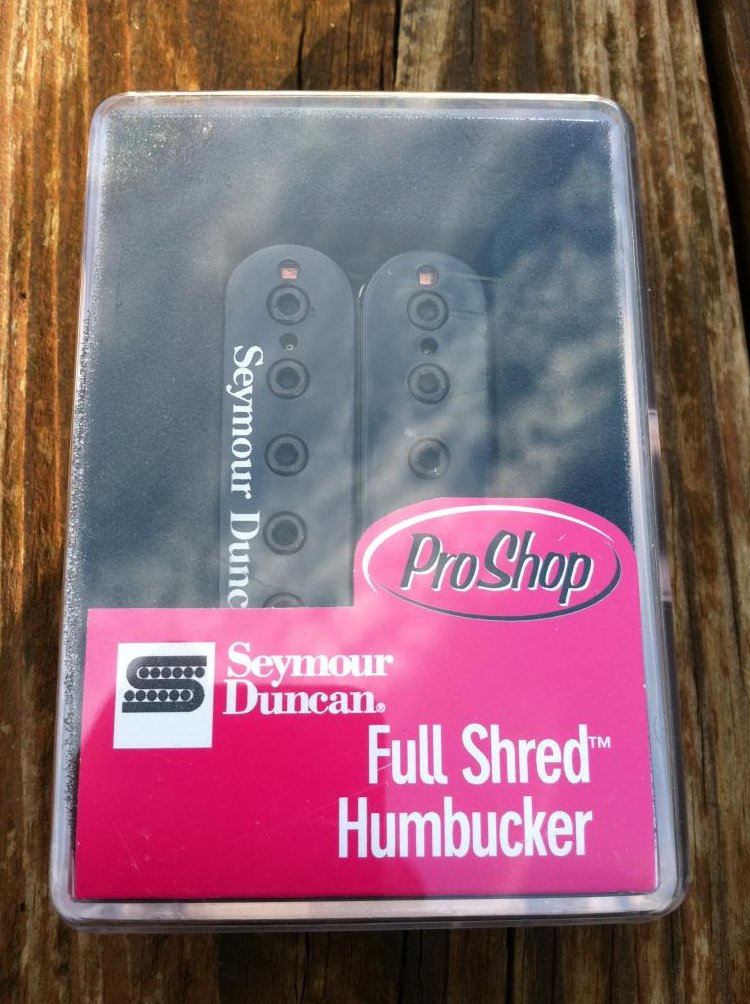 Seymour Dunc
ProShop
Seymour
Duncan®
Full Shred™
Humbucker